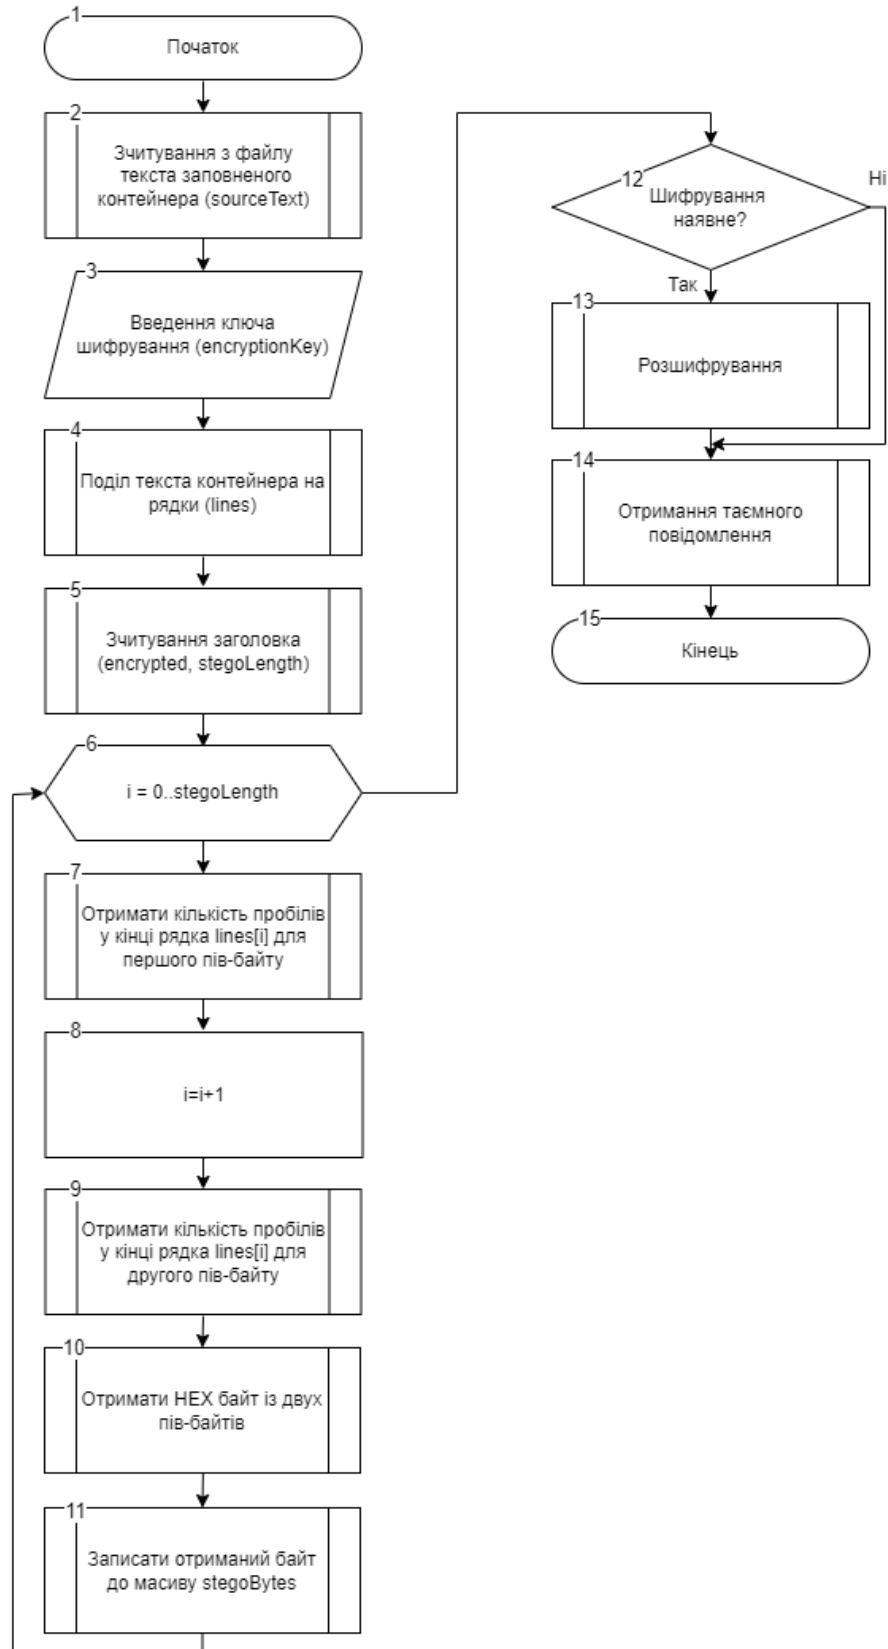 1
Початок
2
Зчитування з файлу
текста заповненого
контейнера (sourceText)
3
Введення ключа
шифрування (encryptionKey)
4
Поділ текста контейнера на
рядки (lines)
5
Зчитування заголовка
(encrypted, stegoLength)
6
i = 0..stegoLength
7
Отримати кількість пробілів
у кінці рядка lines[i] для
першого пів-байту
8
i=i+1
9
Отримати кількість пробілів
у кінці рядка lines[i] для
другого пів-байту
10
Отримати HEX байт із двух
пів-байтів
11
Записати отриманий байт
до масиву stegoBytes
12
Шифрування
наявне?
Ні
Так
13
Розшифрування
14
Отримання таємного
повідомлення
15
Кінець